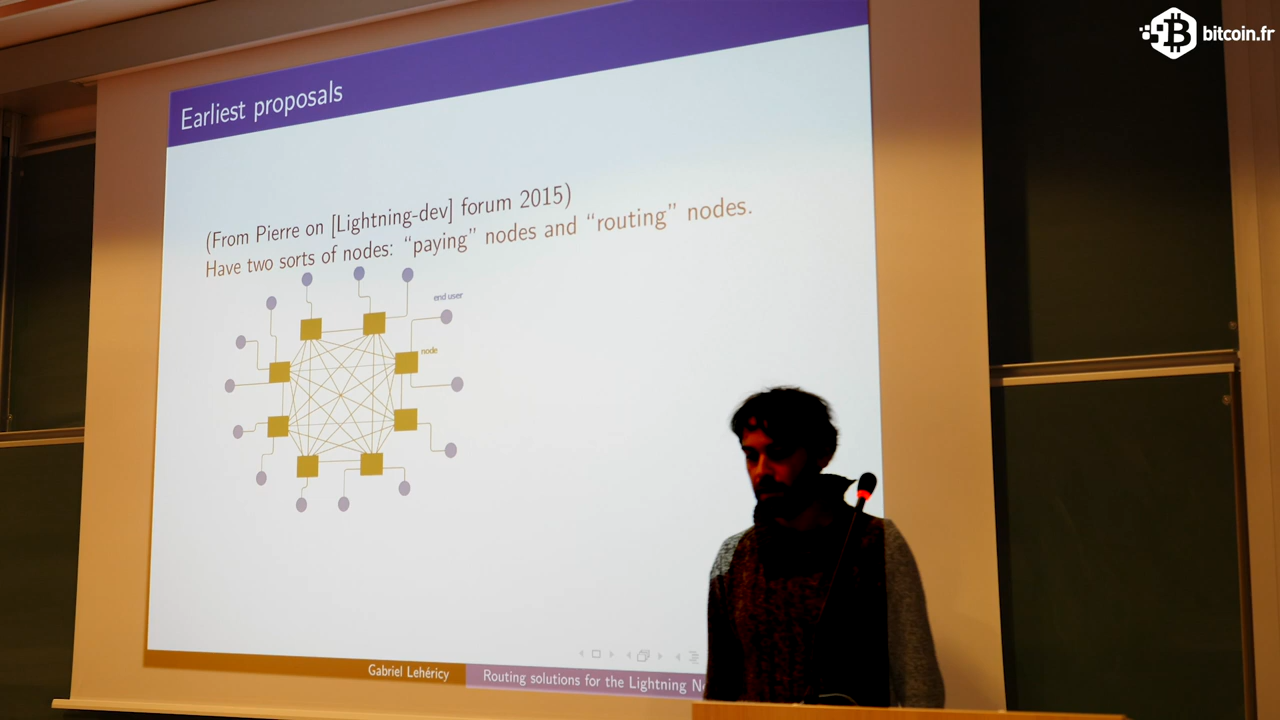 bitcoin.fr
Earliest proposals
(From Pierre on [Lightning-dev] forum 2015)
Have two sorts of nodes: “paying” nodes and “routing” nodes.
end user
node
Gabriel Lehéricy
Routing solutions for the Lightning